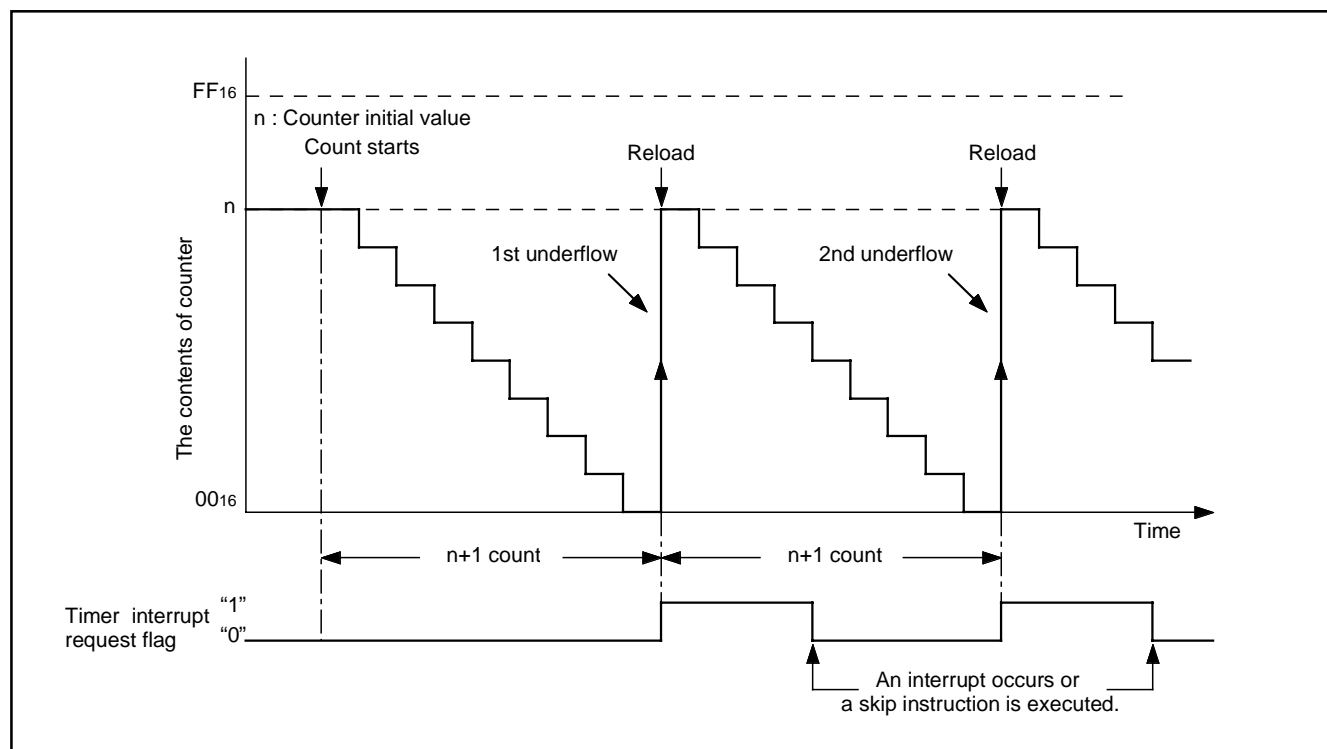 FF16
n : Counter initial value
Count starts
Reload
Reload
n
1st underflow
2nd underflow
The contents of counter
0016
Time
n+1 count
n+1 count
Timer interrupt
request flag
“1”
“0”
An interrupt occurs or
a skip instruction is executed.